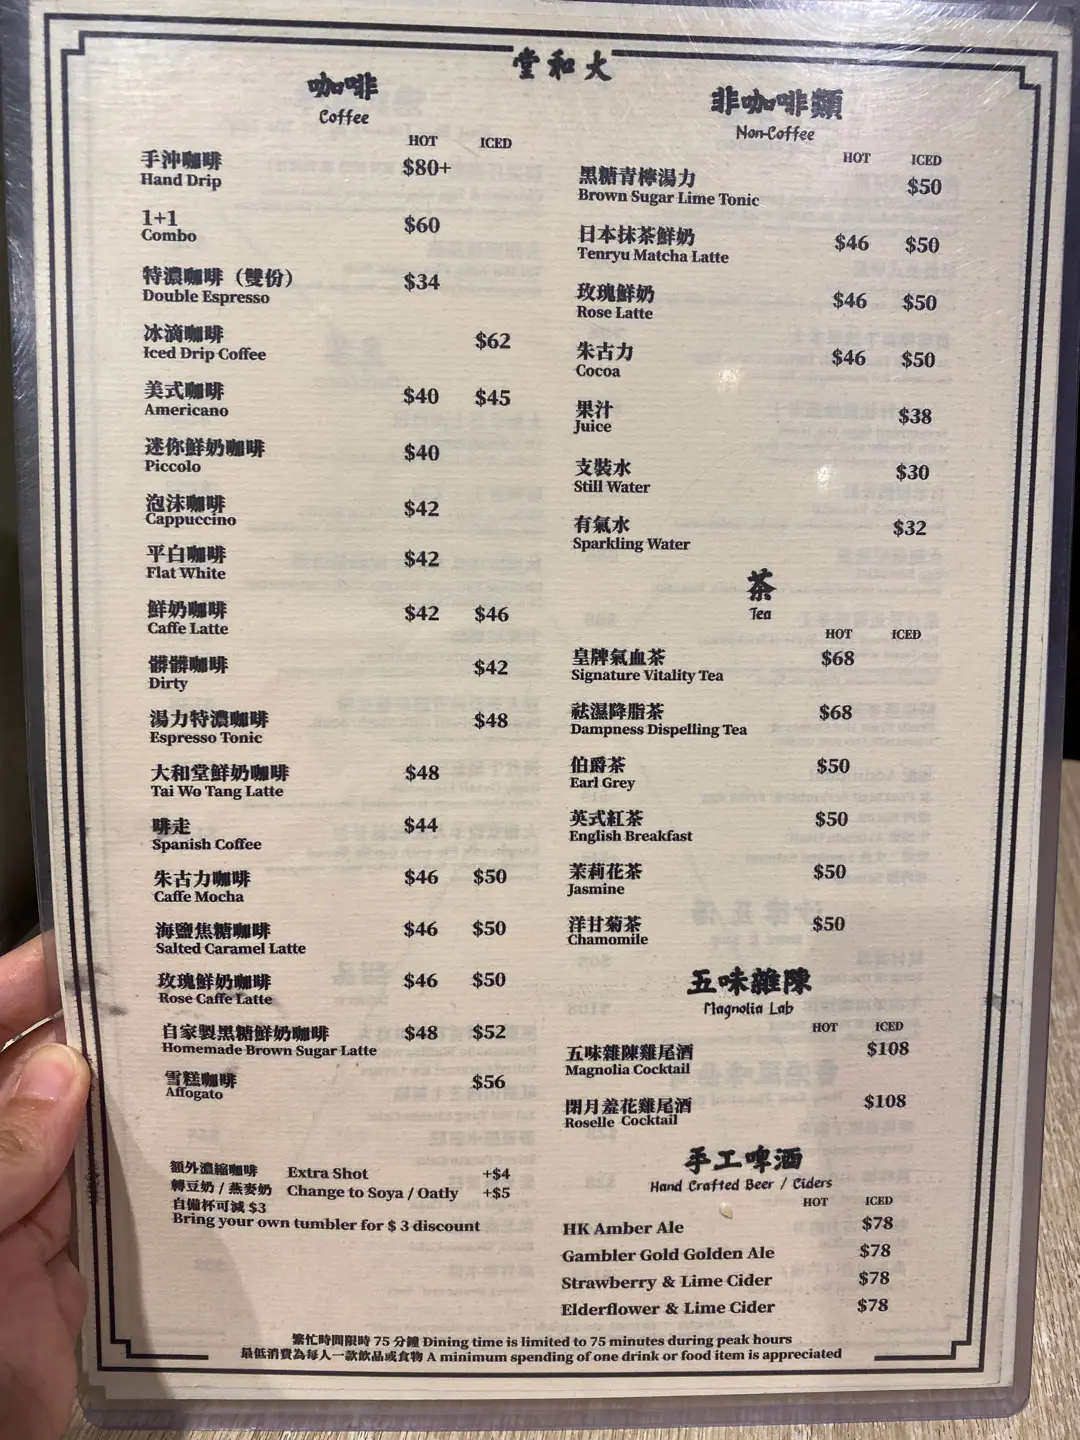 堂和大
咖啡
Coffee
HOT ICED
手沖咖啡 $80+
Hand Drip
1+1 $60
Combo
特濃咖啡（雙份） $34
Double Espresso
冰滴咖啡 $62
Iced Drip Coffee
美式咖啡 $40 $45
Americano
迷你鮮奶咖啡 $40
Piccolo
泡沫咖啡 $42
Cappuccino
平白咖啡 $42
Flat White
鮮奶咖啡 $42 $46
Caffe Latte
髒髒咖啡 $42
Dirty
湯力特濃咖啡 $48
Espresso Tonic
大和堂鮮奶咖啡 $48
Tai Wo Tang Latte
啡走 $44
Spanish Coffee
朱古力咖啡 $46 $50
Caffe Mocha
海鹽焦糖咖啡 $46 $50
Salted Caramel Latte
玫瑰鮮奶咖啡 $46 $50
Rose Caffe Latte
自家製黑糖鮮奶咖啡 $48 $52
Homemade Brown Sugar Latte
雪糕咖啡 $56
Affogato
額外濃縮咖啡 Extra Shot +$4
轉豆奶 / 燕麥奶 Change to Soya / Oatly +$5
自備杯可減 $3
Bring your own tumbler for $ 3 discount
非咖啡類
Non-Coffee
HOT ICED
黑糖青檸湯力 $50
Brown Sugar Lime Tonic
日本抹茶鮮奶 $46 $50
Tenryu Matcha Latte
玫瑰鮮奶 $46 $50
Rose Latte
朱古力 $46 $50
Cocoa
果汁 $38
Juice
支裝水 $30
Still Water
有氣水 $32
Sparkling Water
茶
Tea
HOT ICED
皇牌氣血茶 $68
Signature Vitality Tea
祛濕降脂茶 $68
Dampness Dispelling Tea
伯爵茶 $50
Earl Grey
英式紅茶 $50
English Breakfast
茉莉花茶 $50
Jasmine
洋甘菊茶 $50
Chamomile
五味雜陳
Magnolia Lab
HOT ICED
五味雜陳雞尾酒 $108
Magnolia Cocktail
閉月羞花雞尾酒 $108
Roselle Cocktail
手工啤酒
Hand Crafted Beer / Ciders
HOT ICED
HK Amber Ale $78
Gambler Gold Golden Ale $78
Strawberry & Lime Cider $78
Elderflower & Lime Cider $78
繁忙時間限時 75 分鐘 Dining time is limited to 75 minutes during peak hours
最低消費為每人一款飲品或食物 A minimum spending of one drink or food item is appreciated